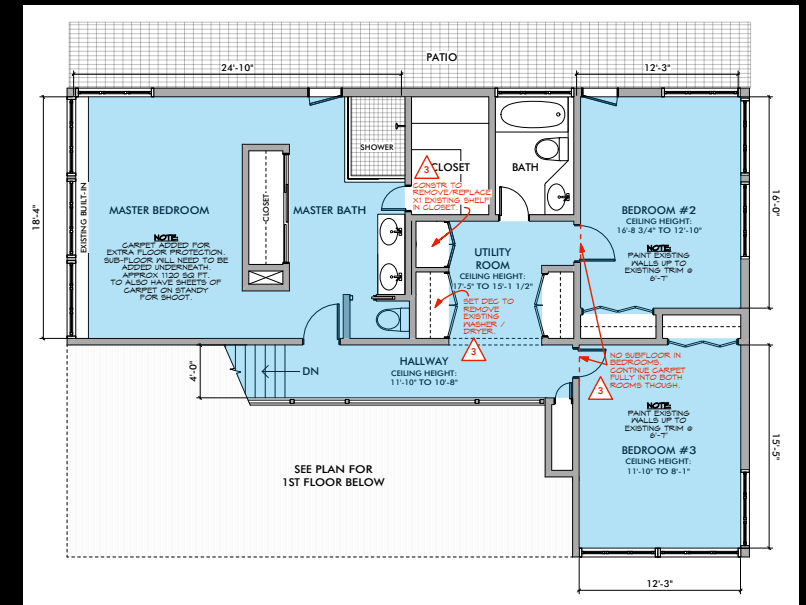 PATIO
24'-10"
12'-3"
18'-4"
EXISTING BUILT-IN
MASTER BEDROOM
NOTE:
CARPET ADDED FOR
EXTRA FLOOR PROTECTION.
SUB-FLOOR WILL NEED TO BE
ADDED UNDERNEATH.
APPROX 1120 SQ FT.
TO ALSO HAVE SHEETS OF
CARPET ON STANDY
FOR SHOOT.
CLOSET
MASTER BATH
SHOWER
3
CLOSET
CONSTR TO
REMOVE/REPLACE
X1 EXISTING SHELF
IN CLOSET.
BATH
UTILITY
ROOM
CEILING HEIGHT:
17'-5" TO 15'-1 1/2"
SET DEC TO
REMOVE
EXISTING
WASHER /
DRYER.
3
BEDROOM #2
CEILING HEIGHT:
16'-8 3/4" TO 12'-10"
NOTE:
PAINT EXISTING
WALLS UP TO
EXISTING TRIM @
6'-7"
16'-0"
4'-0"
DN
HALLWAY
CEILING HEIGHT:
11'-10" TO 10'-8"
NO SUBFLOOR IN
BEDROOMS.
CONTINUE CARPET
FULLY INTO BOTH
ROOMS THOUGH.
3
NOTE:
PAINT EXISTING
WALLS UP TO
EXISTING TRIM @
6'-7"
BEDROOM #3
CEILING HEIGHT:
11'-10" TO 8'-1"
15'-5"
SEE PLAN FOR
1ST FLOOR BELOW
12'-3"